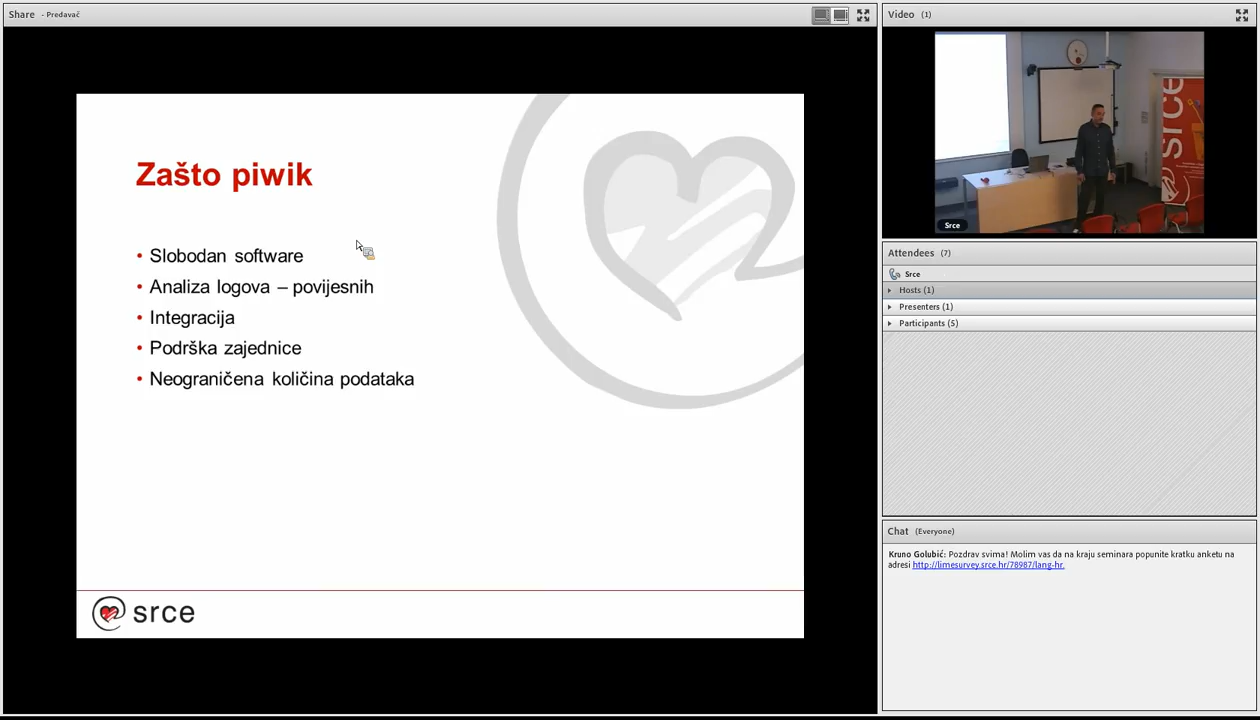 Share - Predavač
Zašto piwik
• Slobodan software
• Analiza logova – povijesnih
• Integracija
• Podrška zajednice
• Neograničena količina podataka
srce
Video (1)
srce
Srce
Attendees (7)
Srce
Hosts (1)
Presenters (1)
Participants (5)
Chat (Everyone)
Kruno Golubić: Pozdrav svima! Molim vas da na kraju seminara popunite kratku anketu na
adresi http://limesurvey.srce.hr/78987/lang-hr.